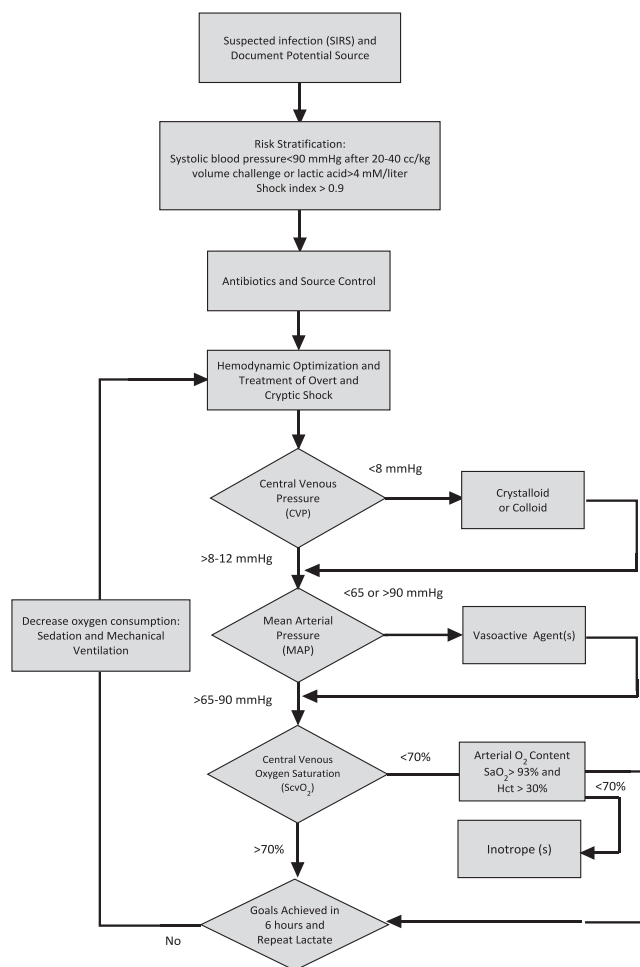 Suspected infection (SIRS) and
Document Potential Source
Risk Stratification:
Systolic blood pressure<90 mmHg after 20-40 cc/kg
volume challenge or lactic acid>4 mM/liter
Shock index > 0.9
Antibiotics and Source Control
Hemodynamic Optimization and
Treatment of Overt and
Cryptic Shock
Central Venous
Pressure
(CVP)
<8 mmHg
Crystalloid
or Colloid
>8-12 mmHg
Mean Arterial
Pressure
(MAP)
<65 or >90 mmHg
Vasoactive Agent(s)
Decrease oxygen consumption:
Sedation and Mechanical
Ventilation
>65-90 mmHg
Central Venous
Oxygen Saturation
(ScvO2)
<70%
Arterial O2 Content
SaO2> 93% and
Hct > 30%
<70%
Inotrope (s)
>70%
Goals Achieved in
6 hours and
Repeat Lactate
No